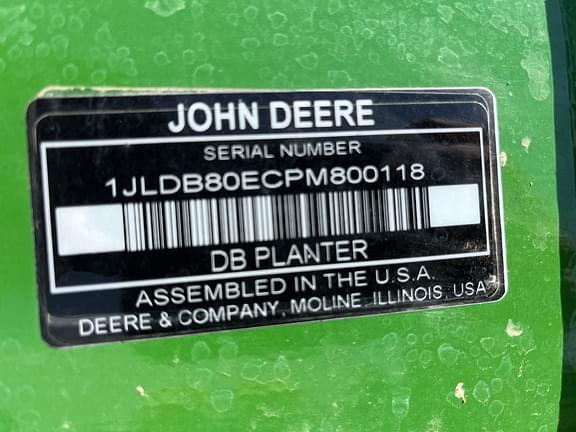 JOHN DEERE
SERIAL NUMBER
1JLDB80ECPM800118
DB PLANTER
ASSEMBLED IN THE U.S.A.
DEERE & COMPANY, MOLINE, ILLINOIS, USA